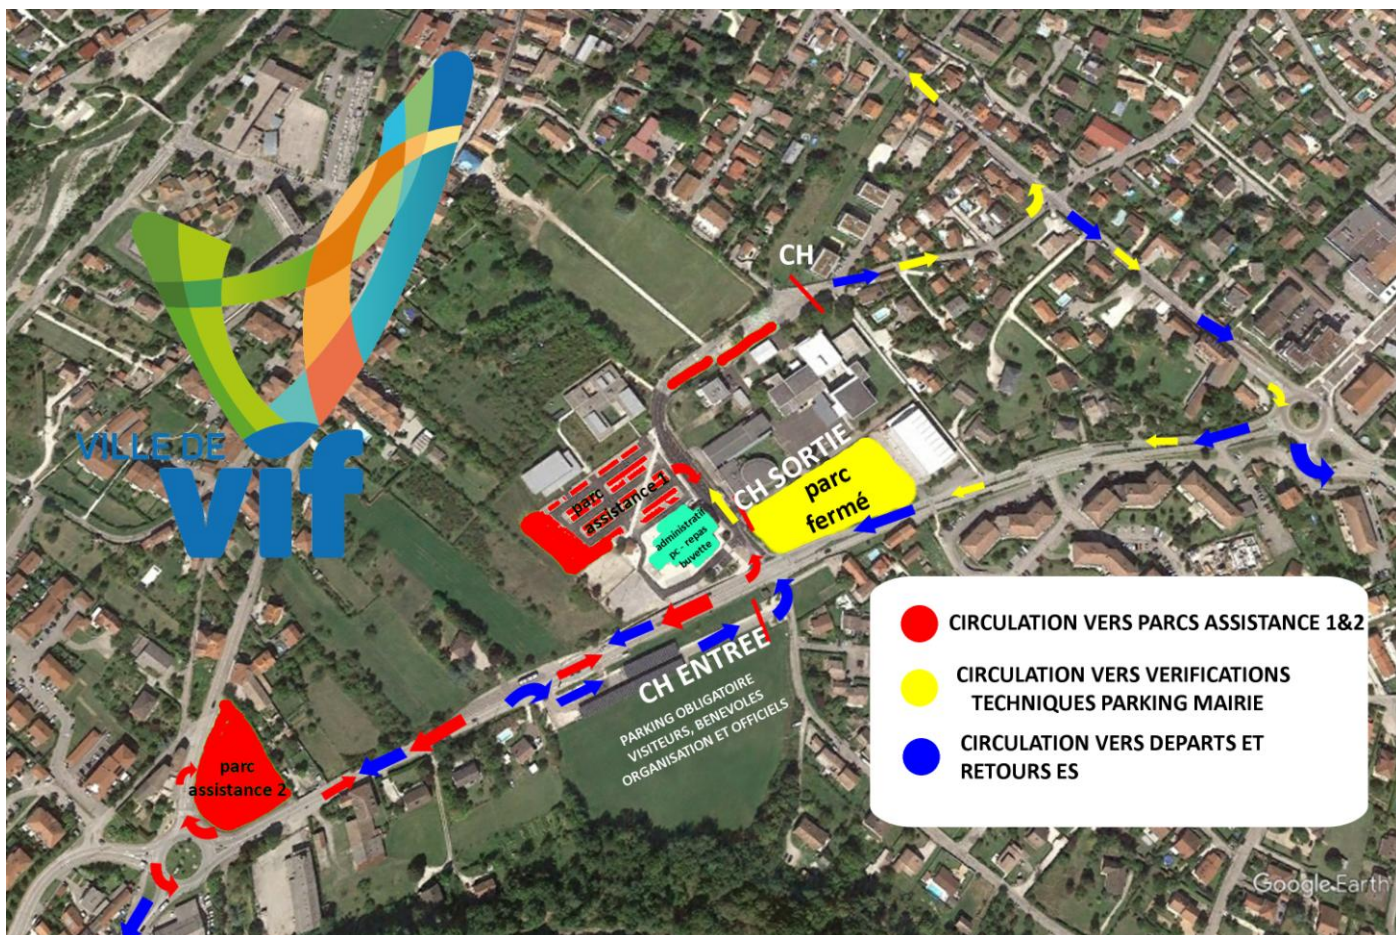 VILLE DE
vif
CH
CH SORTIE
parc
fermé
parc
assistance 1
administratif
pc - repas
buvette
CH ENTREE
PARKING OBLIGATOIRE
VISITEURS, BENEVOLES
ORGANISATION ET OFFICIELS
parc
assistance 2
CIRCULATION VERS PARCS ASSISTANCE 1&2
CIRCULATION VERS VERIFICATIONS
TECHNIQUES PARKING MAIRIE
CIRCULATION VERS DEPARTS ET
RETOURS ES
Google Earth